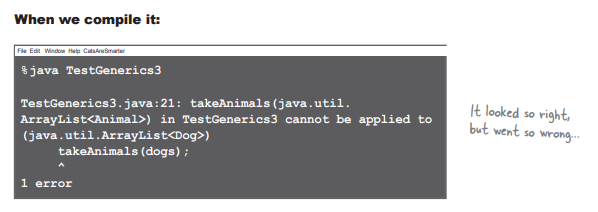 When we compile it:
File Edit Window Help CatsAreSmarter
%java TestGenerics3
TestGenerics3.java:21: takeAnimals(java.util.
ArrayList<Animal>) in TestGenerics3 cannot be applied to
(java.util.ArrayList<Dog>)
takeAnimals(dogs);
^
1 error
It looked so right,
but went so wrong...